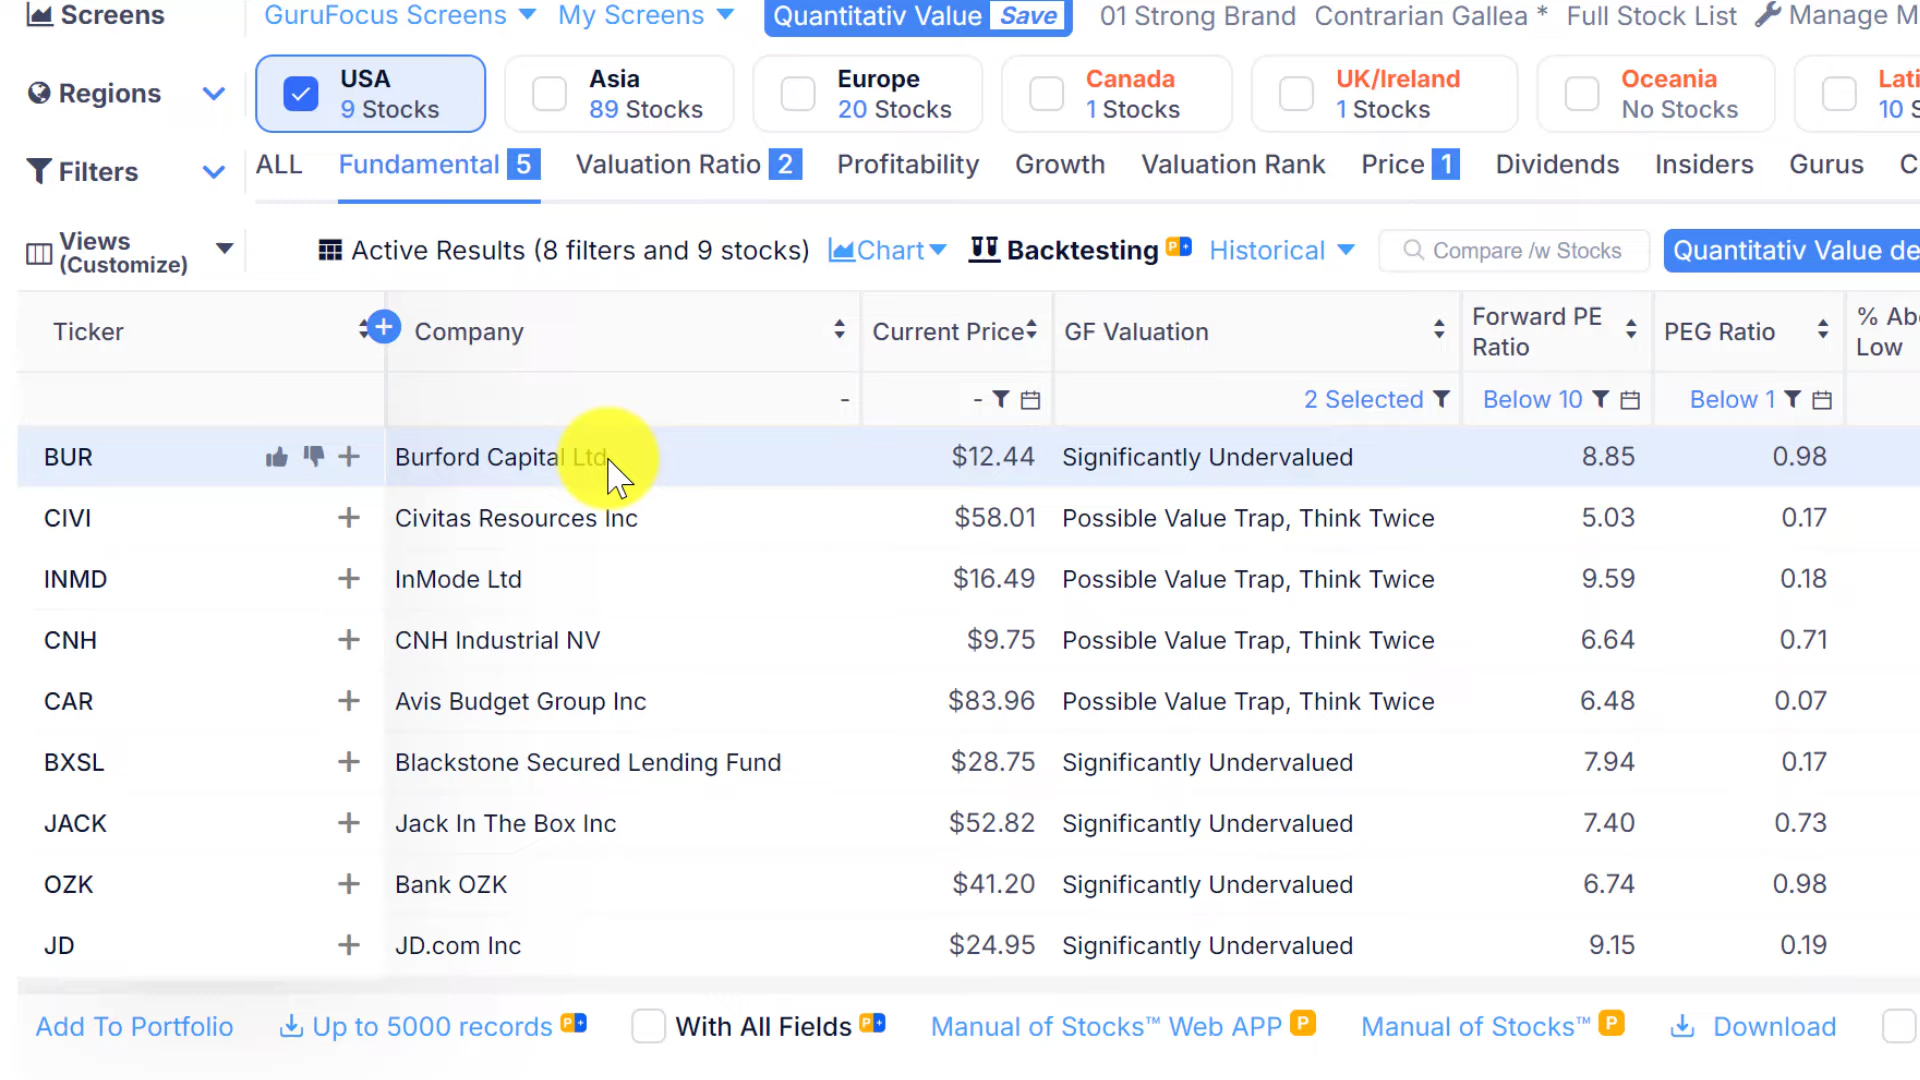 Screens GuruFocus Screens My Screens Quantitativ Value Save 01 Strong Brand Contrarian Gallea * Full Stock List Manage M
Regions USA 9 Stocks Asia 89 Stocks Europe 20 Stocks Canada 1 Stocks UK/Ireland 1 Stocks Oceania No Stocks Lati 10 S
Filters ALL Fundamental 5 Valuation Ratio 2 Profitability Growth Valuation Rank Price 1 Dividends Insiders Gurus C
Views (Customize) Active Results (8 filters and 9 stocks) Chart Backtesting P + Historical Compare /w Stocks Quantitativ Value de
Ticker + Company Current Price GF Valuation Forward PE Ratio PEG Ratio % Abo Low
- - 2 Selected Below 10 Below 1
BUR + Burford Capital Ltd $12.44 Significantly Undervalued 8.85 0.98
CIVI + Civitas Resources Inc $58.01 Possible Value Trap, Think Twice 5.03 0.17
INMD + InMode Ltd $16.49 Possible Value Trap, Think Twice 9.59 0.18
CNH + CNH Industrial NV $9.75 Possible Value Trap, Think Twice 6.64 0.71
CAR + Avis Budget Group Inc $83.96 Possible Value Trap, Think Twice 6.48 0.07
BXSL + Blackstone Secured Lending Fund $28.75 Significantly Undervalued 7.94 0.17
JACK + Jack In The Box Inc $52.82 Significantly Undervalued 7.40 0.73
OZK + Bank OZK $41.20 Significantly Undervalued 6.74 0.98
JD + JD.com Inc $24.95 Significantly Undervalued 9.15 0.19
Add To Portfolio Up to 5000 records P + With All Fields P + Manual of Stocks™ Web APP P Manual of Stocks™ P Download